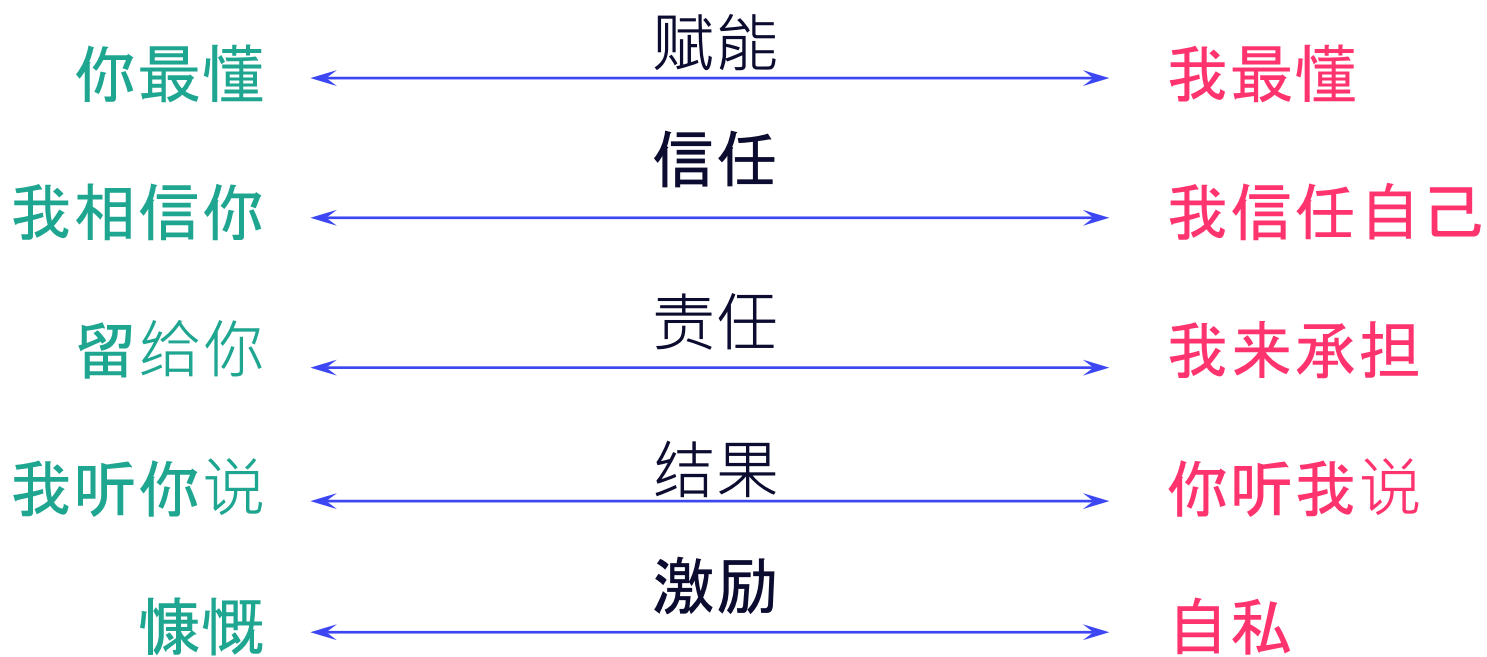 赋能
你最懂 我最懂
信任
我相信你 我信任自己
责任
留给你 我来承担
结果
我听你说 你听我说
激励
慷慨 自私